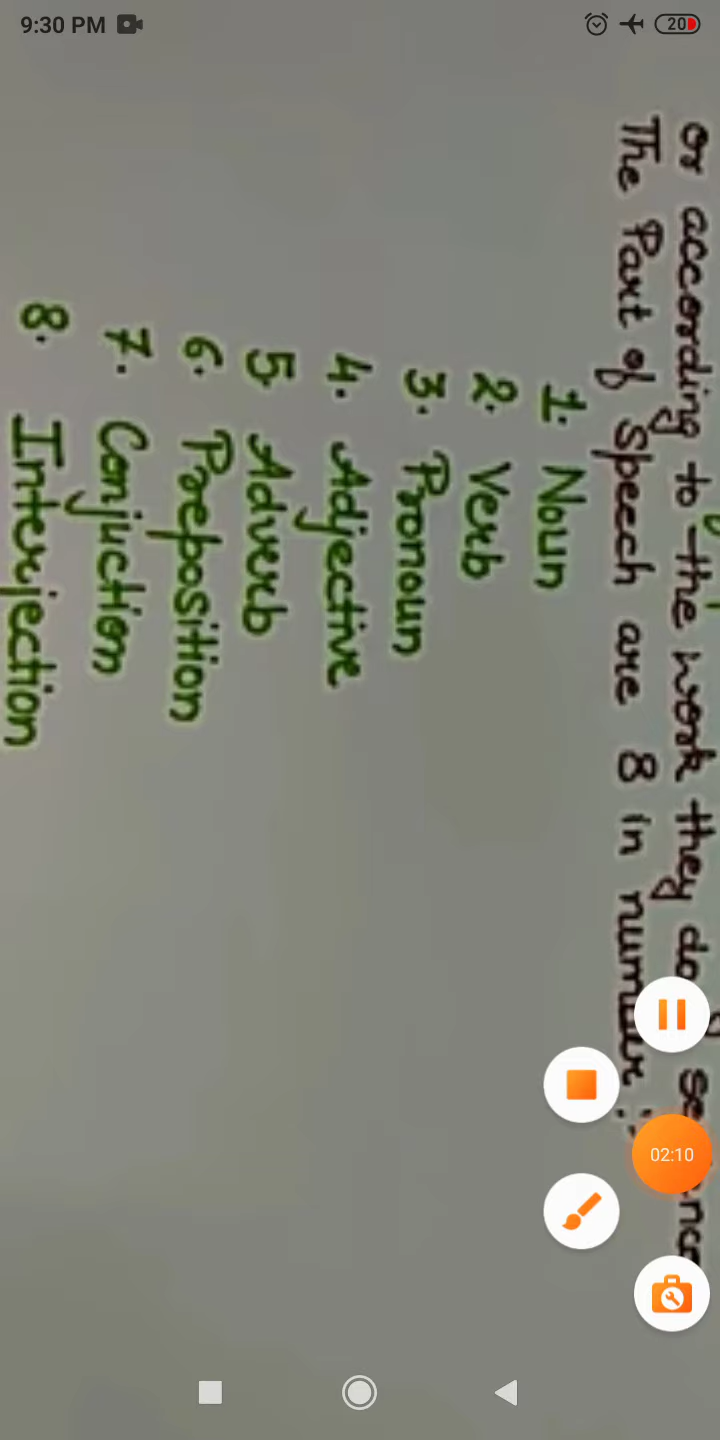 9:30 PM
20
or according to the work they do
The Part of Speech are 8 in number :-
1. Noun
2. Verb
3. Pronoun
4. Adjective
5 Adverb
6. Preposition
7. Conjuction
8. Interjection
02:10